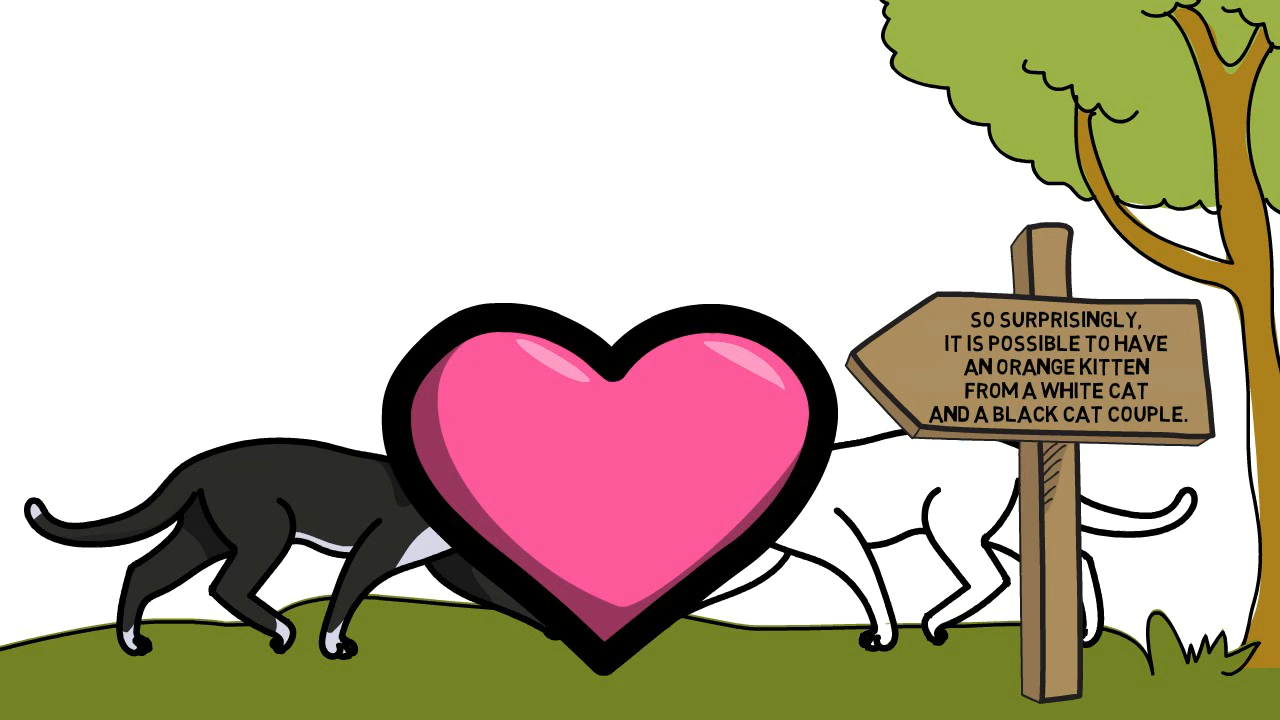 SO SURPRISINGLY,
IT IS POSSIBLE TO HAVE
AN ORANGE KITTEN
FROM A WHITE CAT
AND A BLACK CAT COUPLE.